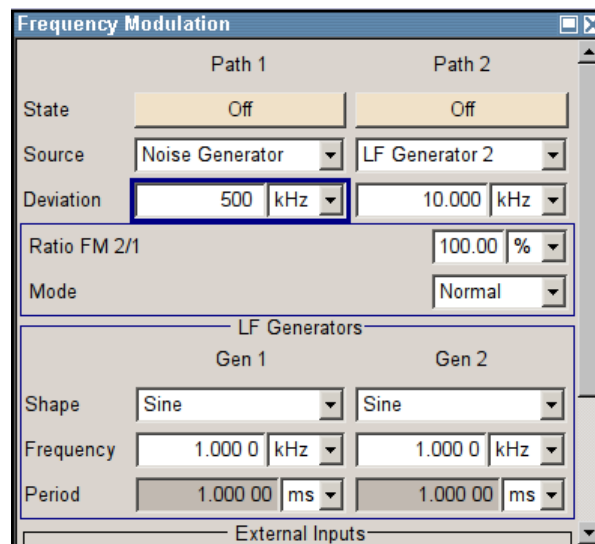 Frequency Modulation
Path 1 Path 2
State Off Off
Source Noise Generator LF Generator 2
Deviation 500 kHz 10.000 kHz
Ratio FM 2/1 100.00 %
Mode Normal
LF Generators
Gen 1 Gen 2
Shape Sine Sine
Frequency 1.000 0 kHz 1.000 0 kHz
Period 1.000 00 ms 1.000 00 ms
External Inputs